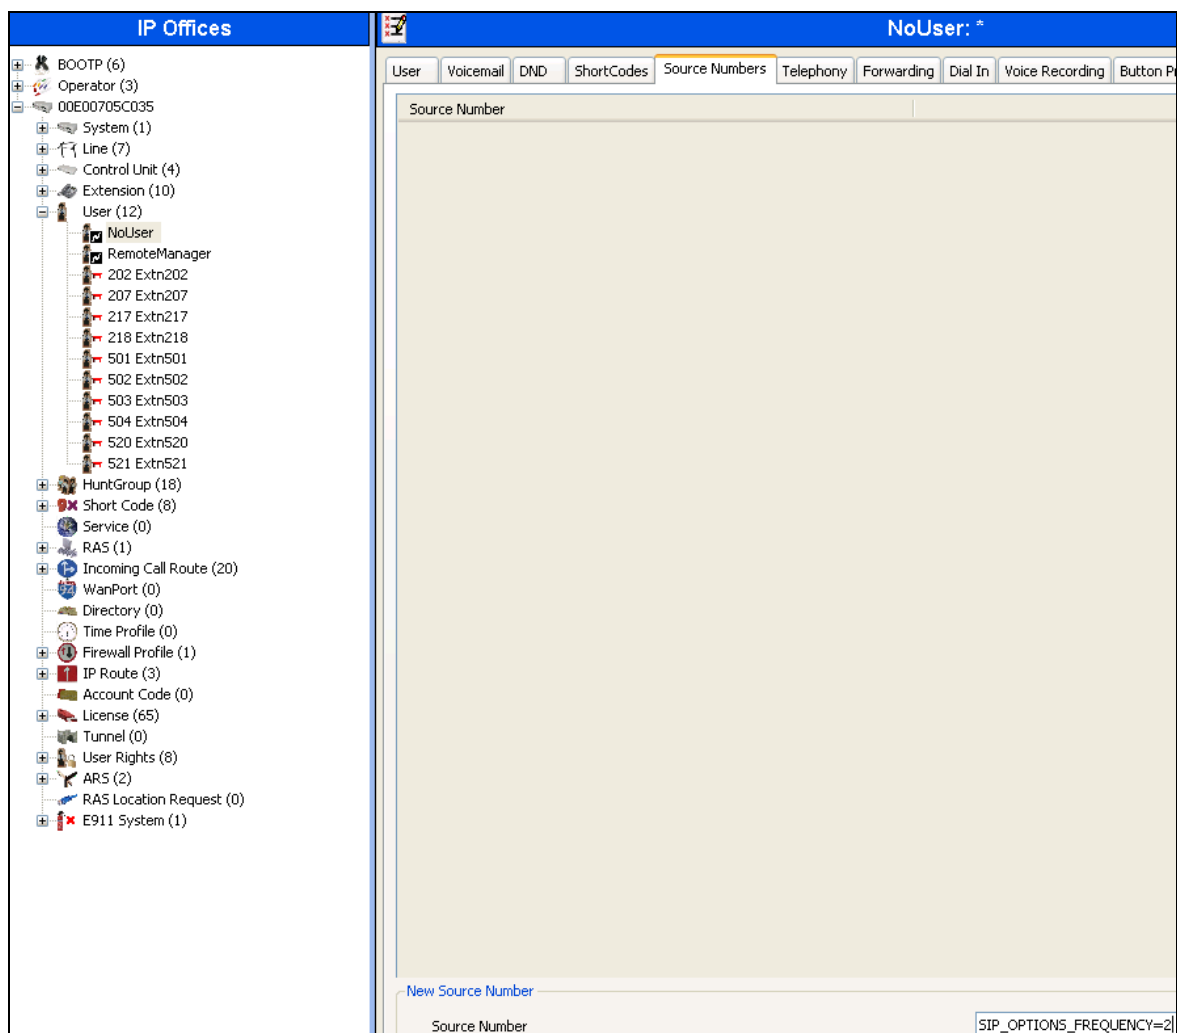 IP Offices
BOOTP (6)
Operator (3)
00E00705C035
System (1)
Line (7)
Control Unit (4)
Extension (10)
User (12)
NoUser
RemoteManager
202 Extn202
207 Extn207
217 Extn217
218 Extn218
501 Extn501
502 Extn502
503 Extn503
504 Extn504
520 Extn520
521 Extn521
HuntGroup (18)
Short Code (8)
Service (0)
RAS (1)
Incoming Call Route (20)
WanPort (0)
Directory (0)
Time Profile (0)
Firewall Profile (1)
IP Route (3)
Account Code (0)
License (65)
Tunnel (0)
User Rights (8)
ARS (2)
RAS Location Request (0)
E911 System (1)
NoUser: *
User Voicemail DND ShortCodes Source Numbers Telephony Forwarding Dial In Voice Recording Button P
Source Number
New Source Number
Source Number SIP_OPTIONS_FREQUENCY=2